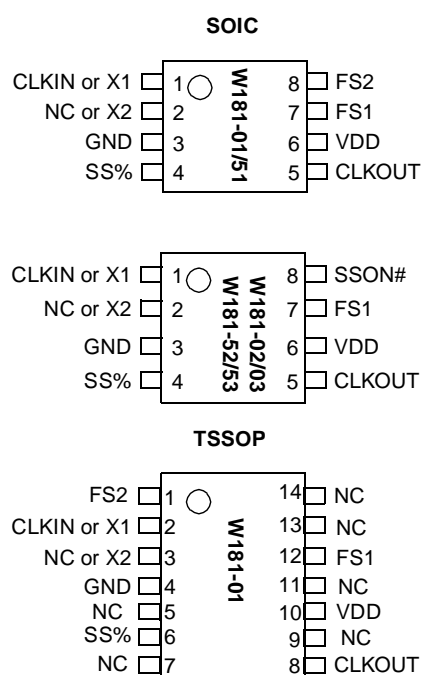 SOIC
CLKIN or X1 1 8 FS2
NC or X2 2 7 FS1
GND 3 6 VDD
SS% 4 5 CLKOUT
W181-01/51
CLKIN or X1 1 8 SSON#
NC or X2 2 7 FS1
GND 3 6 VDD
SS% 4 5 CLKOUT
W181-02/03
W181-52/53
TSSOP
FS2 1 14 NC
CLKIN or X1 2 13 NC
NC or X2 3 12 FS1
GND 4 11 NC
NC 5 10 VDD
SS% 6 9 NC
NC 7 8 CLKOUT
W181-01